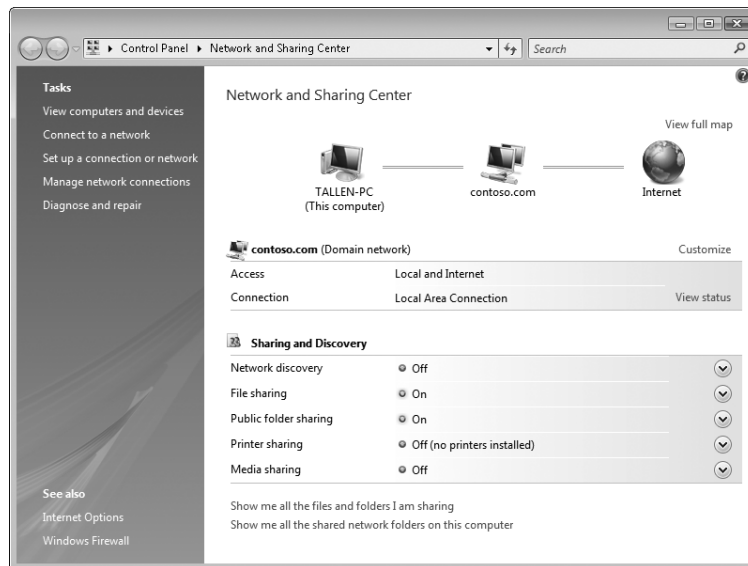 Control Panel ▸ Network and Sharing Center
Search
Tasks
View computers and devices
Connect to a network
Set up a connection or network
Manage network connections
Diagnose and repair
See also
Internet Options
Windows Firewall
Network and Sharing Center
View full map
TALLEN-PC
(This computer)
contoso.com
Internet
contoso.com (Domain network) Customize
Access Local and Internet
Connection Local Area Connection View status
Sharing and Discovery
Network discovery Off
File sharing On
Public folder sharing On
Printer sharing Off (no printers installed)
Media sharing Off
Show me all the files and folders I am sharing
Show me all the shared network folders on this computer